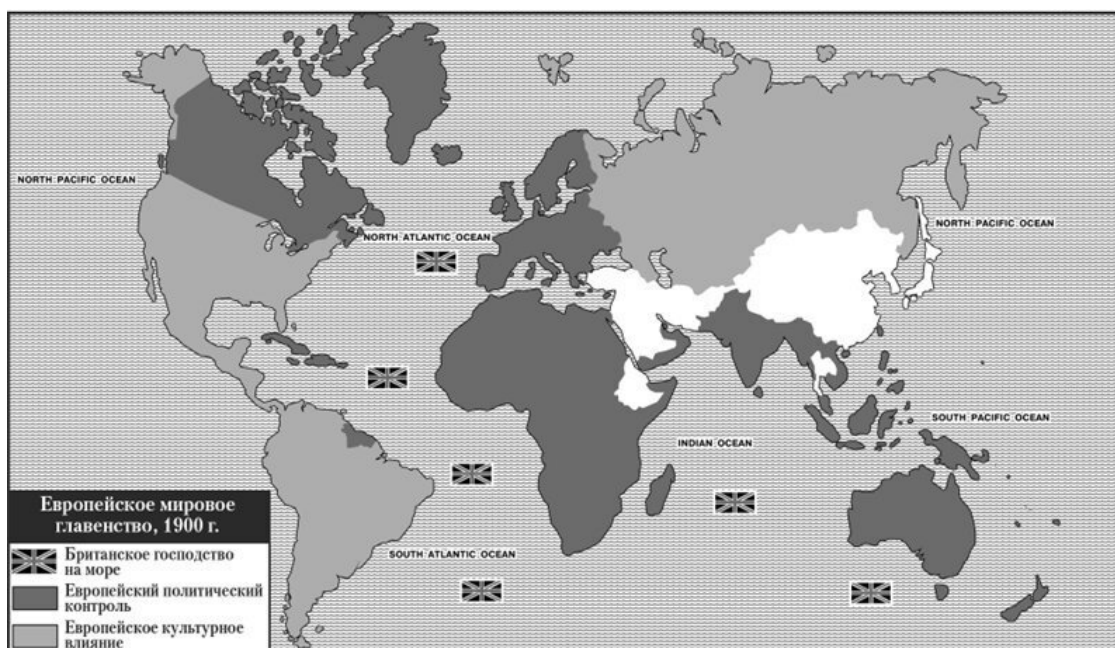 NORTH PACIFIC OCEAN
NORTH ATLANTIC OCEAN
NORTH PACIFIC OCEAN
SOUTH PACIFIC OCEAN
INDIAN OCEAN
SOUTH ATLANTIC OCEAN
Европейское мировое
главенство, 1900 г.
Британское господство
на море
Европейский политический
контроль
Европейское культурное
влияние